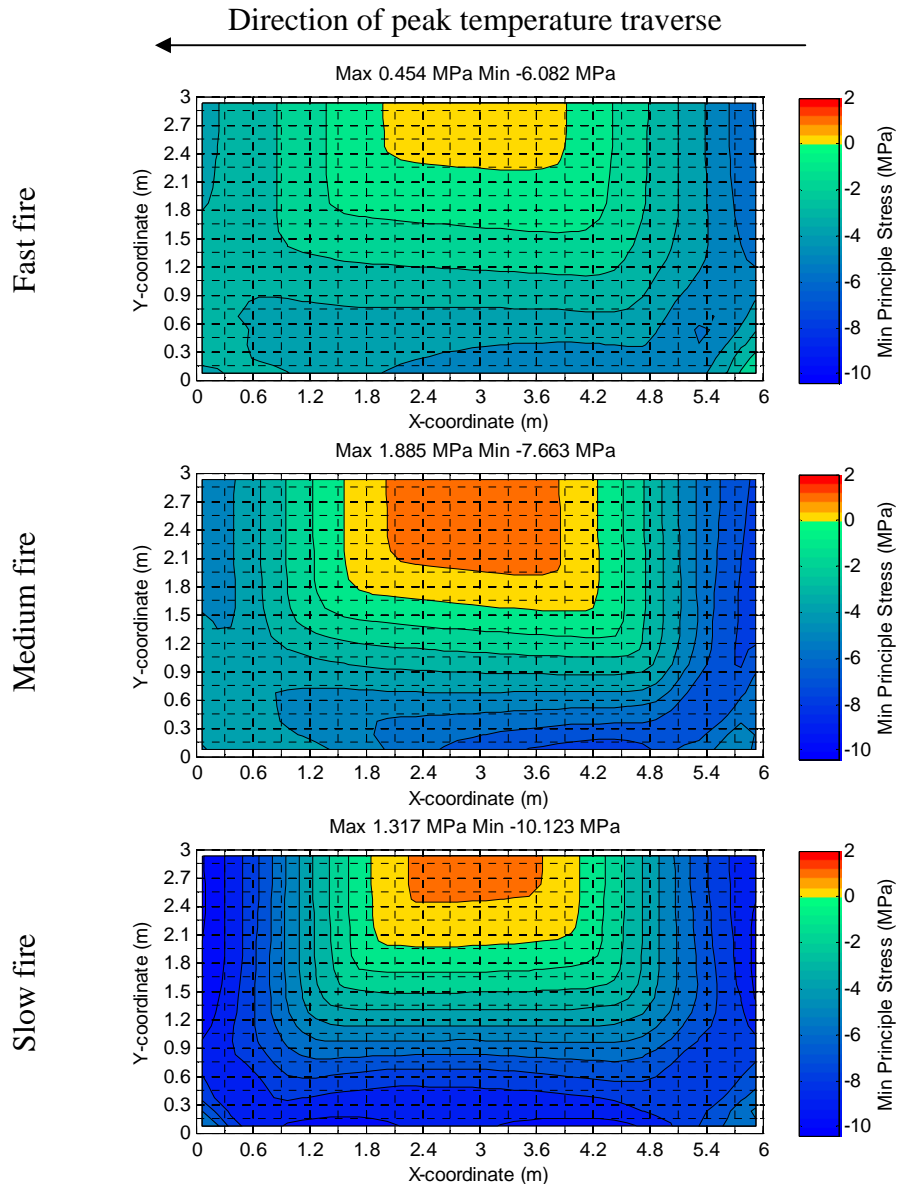 Direction of peak temperature traverse
Fast fire
Max 0.454 MPa Min -6.082 MPa
3
2.7
2.4
2.1
1.8
1.5
1.2
0.9
0.6
0.3
0
Y-coordinate (m)
0 0.6 1.2 1.8 2.4 3 3.6 4.2 4.8 5.4 6
X-coordinate (m)
2
0
-2
-4
-6
-8
-10
Min Principle Stress (MPa)
Medium fire
Max 1.885 MPa Min -7.663 MPa
3
2.7
2.4
2.1
1.8
1.5
1.2
0.9
0.6
0.3
0
Y-coordinate (m)
0 0.6 1.2 1.8 2.4 3 3.6 4.2 4.8 5.4 6
X-coordinate (m)
2
0
-2
-4
-6
-8
-10
Min Principle Stress (MPa)
Slow fire
Max 1.317 MPa Min -10.123 MPa
3
2.7
2.4
2.1
1.8
1.5
1.2
0.9
0.6
0.3
0
Y-coordinate (m)
0 0.6 1.2 1.8 2.4 3 3.6 4.2 4.8 5.4 6
X-coordinate (m)
2
0
-2
-4
-6
-8
-10
Min Principle Stress (MPa)